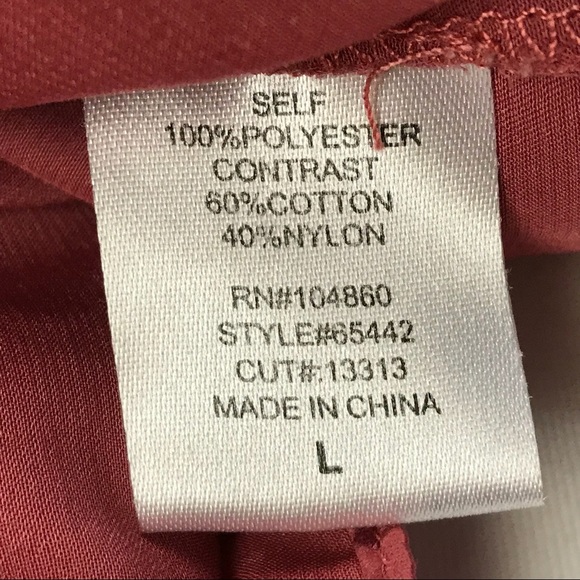 SELF
100%POLYESTER
CONTRAST
60%COTTON
40%NYLON
RN#104860
STYLE#65442
CUT#:13313
MADE IN CHINA
L